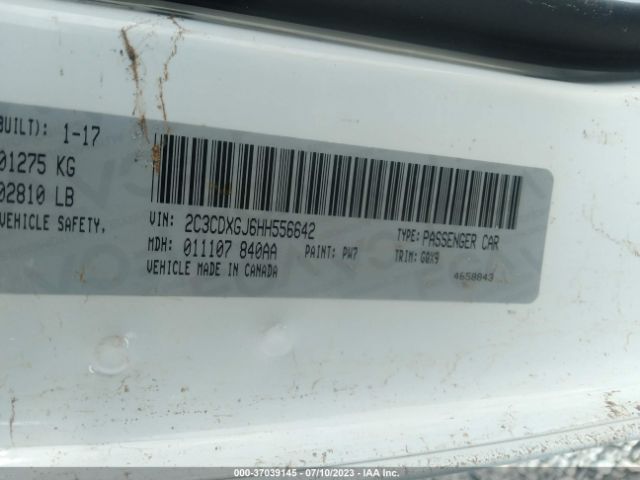 BUILT): 1-17
01275 KG
02810 LB
VEHICLE SAFETY,
VIN: 2C3CDXGJ6HH556642
TYPE: PASSENGER CAR
MDH: 011107 840AA
PAINT: PW7
TRIM: G0X9
VEHICLE MADE IN CANADA
4658843
000-37039145 - 07/10/2023 - IAA Inc.